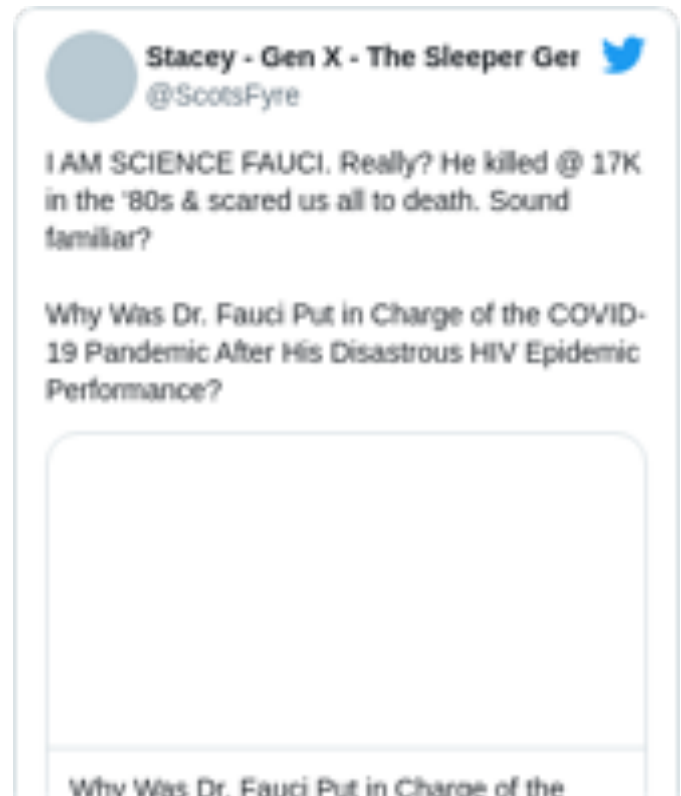 Stacey - Gen X - The Sleeper Ger
@ScotsFyre
I AM SCIENCE FAUCI. Really? He killed @ 17K
in the '80s & scared us all to death. Sound
familiar?
Why Was Dr. Fauci Put in Charge of the COVID-
19 Pandemic After His Disastrous HIV Epidemic
Performance?
Why Was Dr. Fauci Put in Charge of the